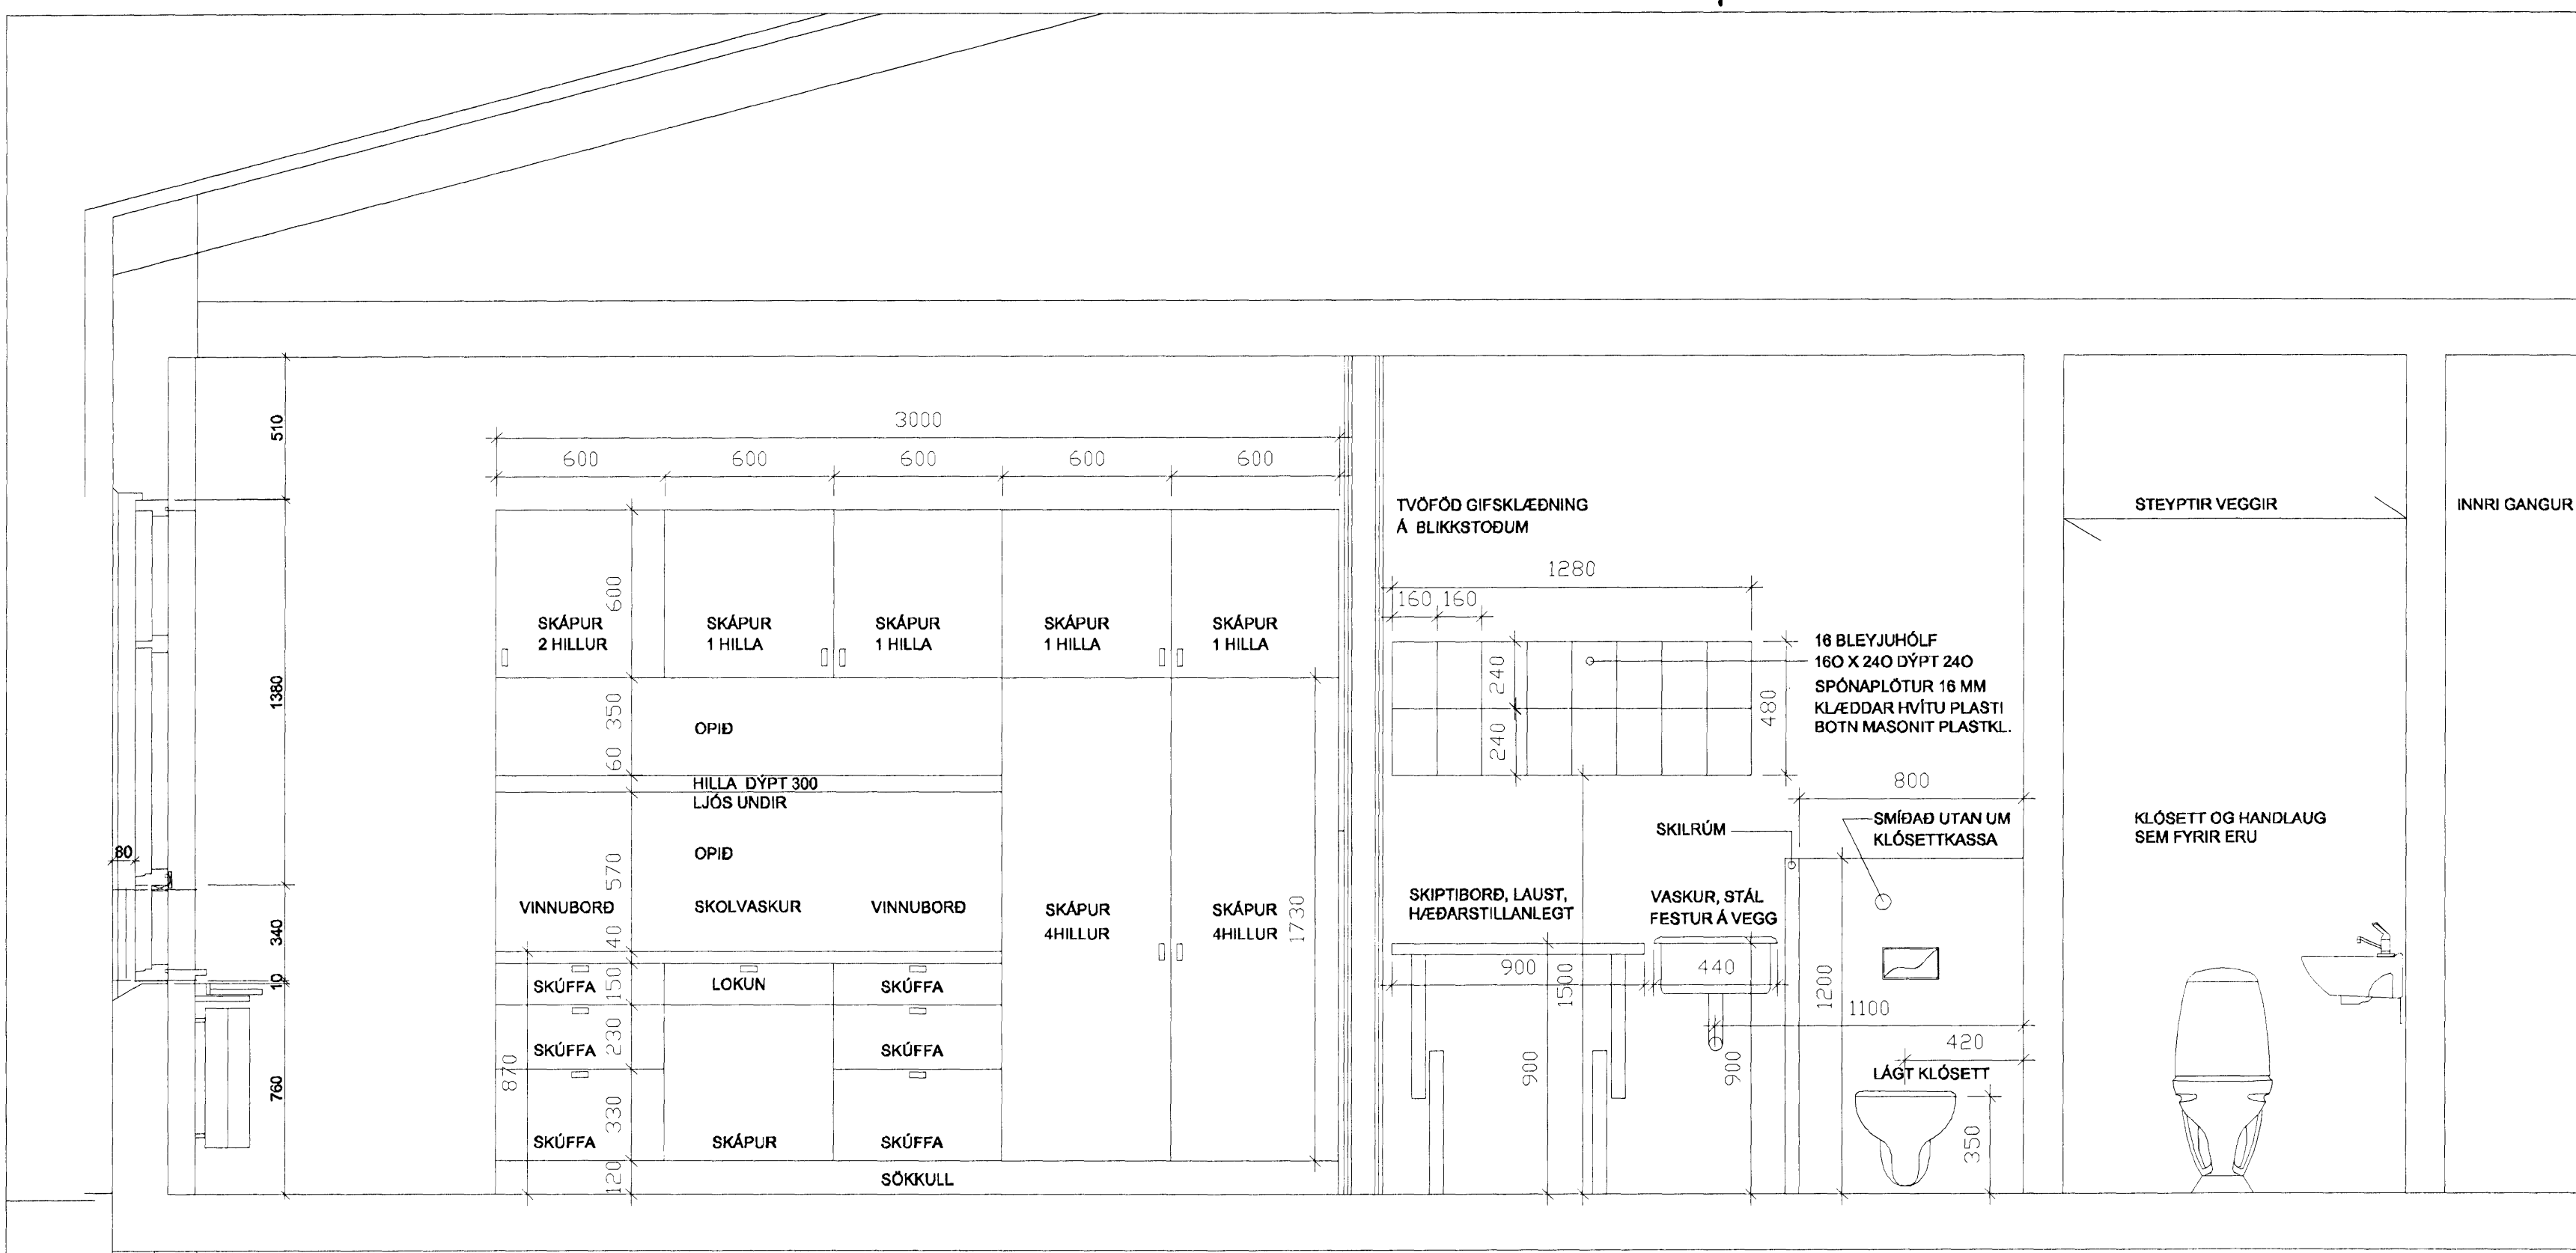 3000
600
600
600
600
600
510
1380
80
340
10
760
SKÁPUR
2 HILLUR
600
SKÁPUR
1 HILLA
SKÁPUR
1 HILLA
SKÁPUR
1 HILLA
SKÁPUR
1 HILLA
350
OPIÐ
60
HILLA DÝPT 300
LJÓS UNDIR
OPIÐ
570
VINNUBORÐ
SKOLVASKUR
VINNUBORÐ
40
SKÁPUR
4HILLUR
SKÁPUR
4HILLUR
1730
SKÚFFA
150
LOKUN
SKÚFFA
SKÚFFA
230
SKÚFFA
870
330
SKÚFFA
SKÁPUR
SKÚFFA
120
SÖKKULL
TVÖFÖD GIFSKLÆÐNING
Á BLIKKSTOÐUM
1280
160
160
240
240
480
16 BLEYJUHÓLF
16O X 24O DÝPT 24O
SPÓNAPLÖTUR 16 MM
KLÆDDAR HVÍTU PLASTI
BOTN MASONIT PLASTKL.
800
SKILRÚM
SMÍÐAÐ UTAN UM
KLÓSETTKASSA
SKIPTIBORÐ, LAUST,
HÆÐARSTILLANLEGT
VASKUR, STÁL
FESTUR Á VEGG
900
440
1500
1200
1100
900
900
420
LÁGT KLÓSETT
350
STEYPTIR VEGGIR
KLÓSETT OG HANDLAUG
SEM FYRIR ERU
INNRI GANGUR